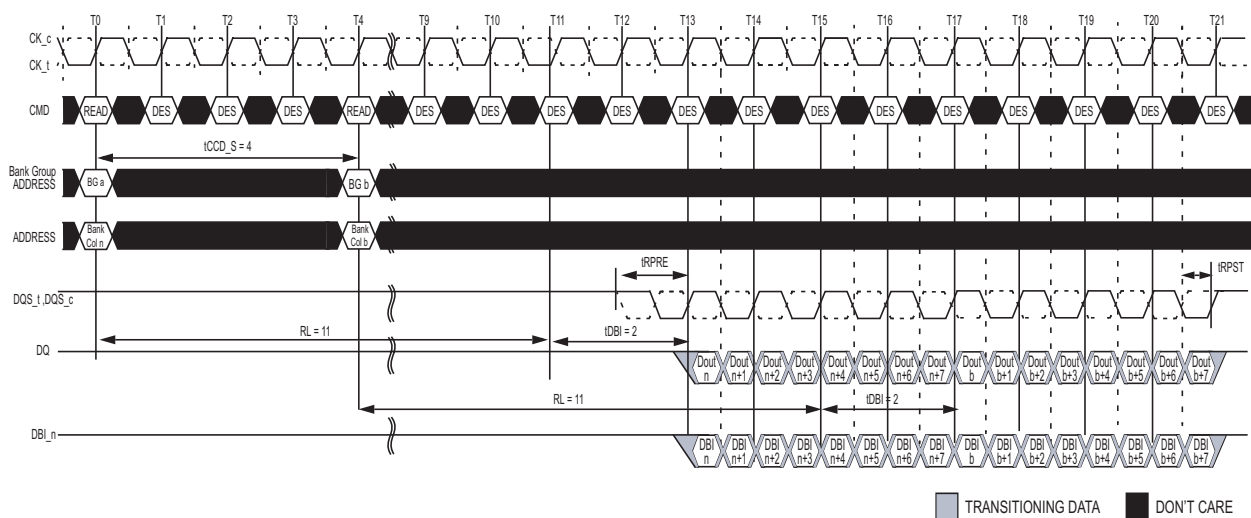 T0 T1 T2 T3 T4 T9 T10 T11 T12 T13 T14 T15 T16 T17 T18 T19 T20 T21
CK_c
CK_t
CMD READ DES DES DES READ DES DES DES DES DES DES DES DES DES DES DES DES DES
tCCD_S = 4
Bank Group
ADDRESS
BG a
BG b
ADDRESS
Bank
Col n
Bank
Col b
tRPRE
tRPST
DQS_t ,DQS_c
RL = 11
tDBI = 2
DQ
Dout Dout Dout Dout Dout Dout Dout Dout Dout Dout Dout Dout Dout Dout Dout Dout
n n+1 n+2 n+3 n+4 n+5 n+6 n+7 b b+1 b+2 b+3 b+4 b+5 b+6 b+7
RL = 11
tDBI = 2
DBI_n
DBI DBI DBI DBI DBI DBI DBI DBI DBI DBI DBI DBI DBI DBI DBI DBI
n n+1 n+2 n+3 n+4 n+5 n+6 n+7 b b+1 b+2 b+3 b+4 b+5 b+6 b+7
TRANSITIONING DATA
DON'T CARE